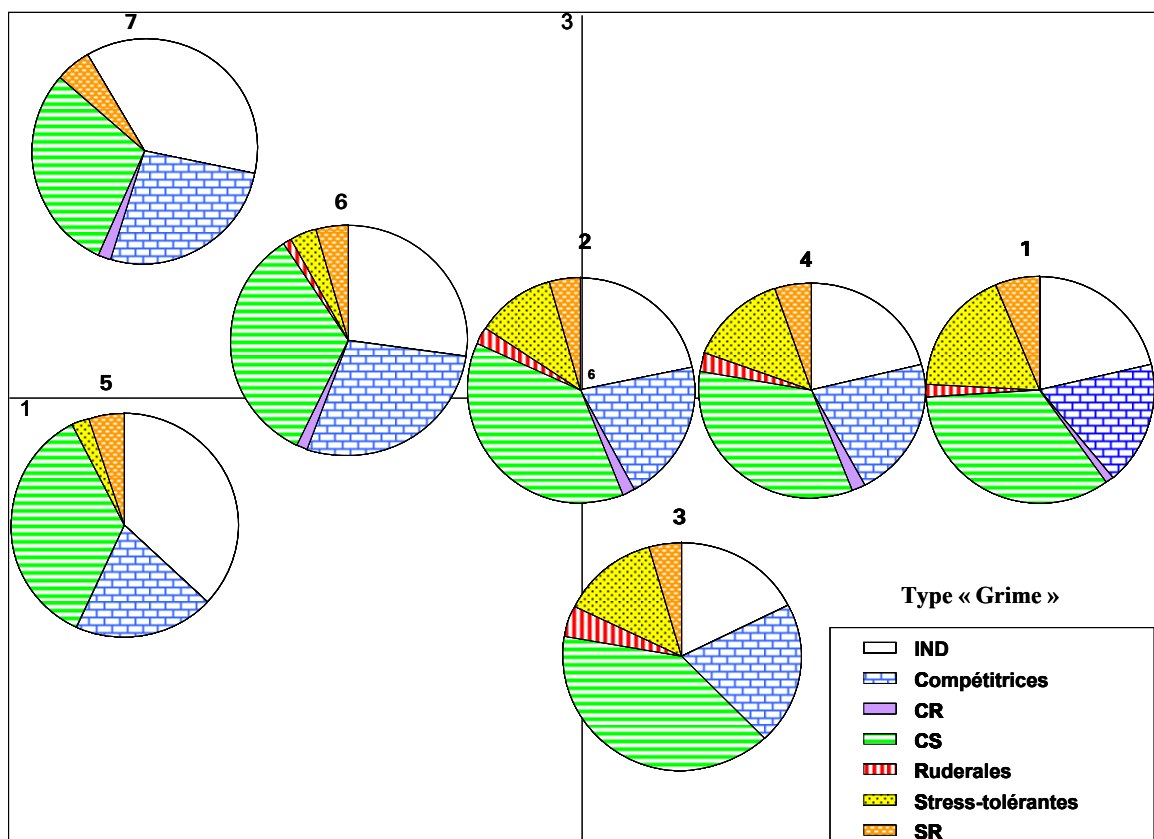 7
3
6
2
4
1
6
5
1
3
Type « Grime »
IND
Compétitrices
CR
CS
Ruderales
Stress-tolérantes
SR